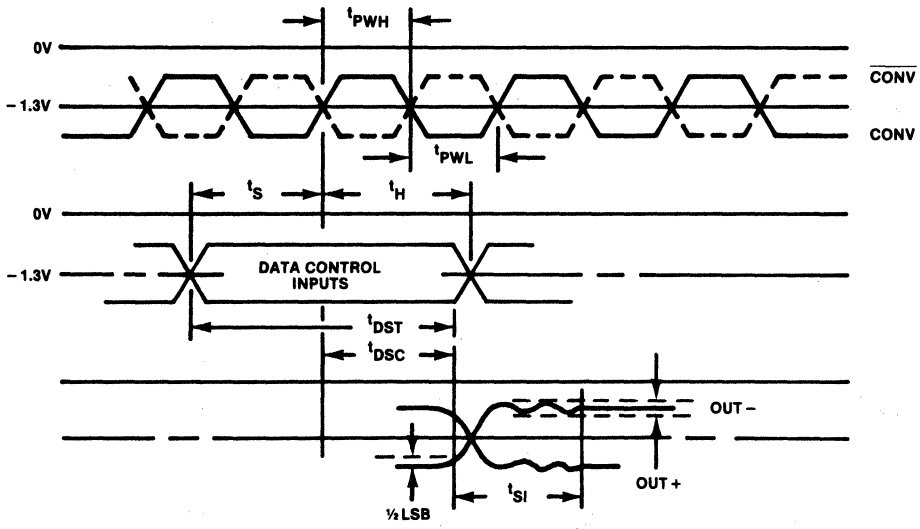 tPWH
0V
CONV
-1.3V
CONV
tPWL
tS
tH
0V
-1.3V
DATA CONTROL
INPUTS
tDST
tDSC
OUT-
OUT+
tSI
½ LSB